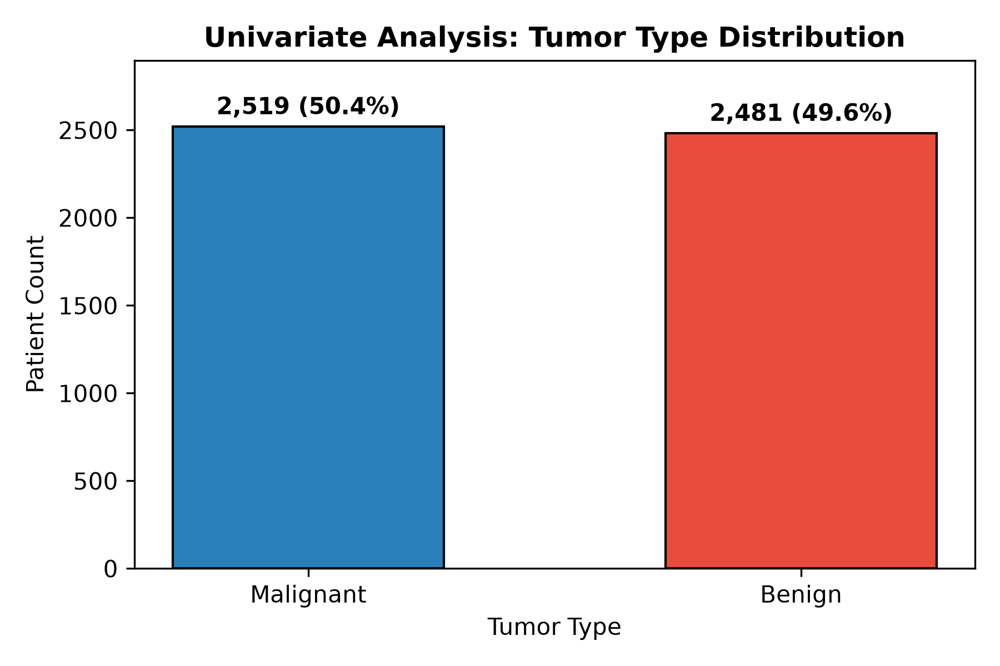 Univariate Analysis: Tumor Type Distribution
2,519 (50.4%)
2,481 (49.6%)
2500
2000
1500
1000
500
0
Patient Count
Malignant
Benign
Tumor Type